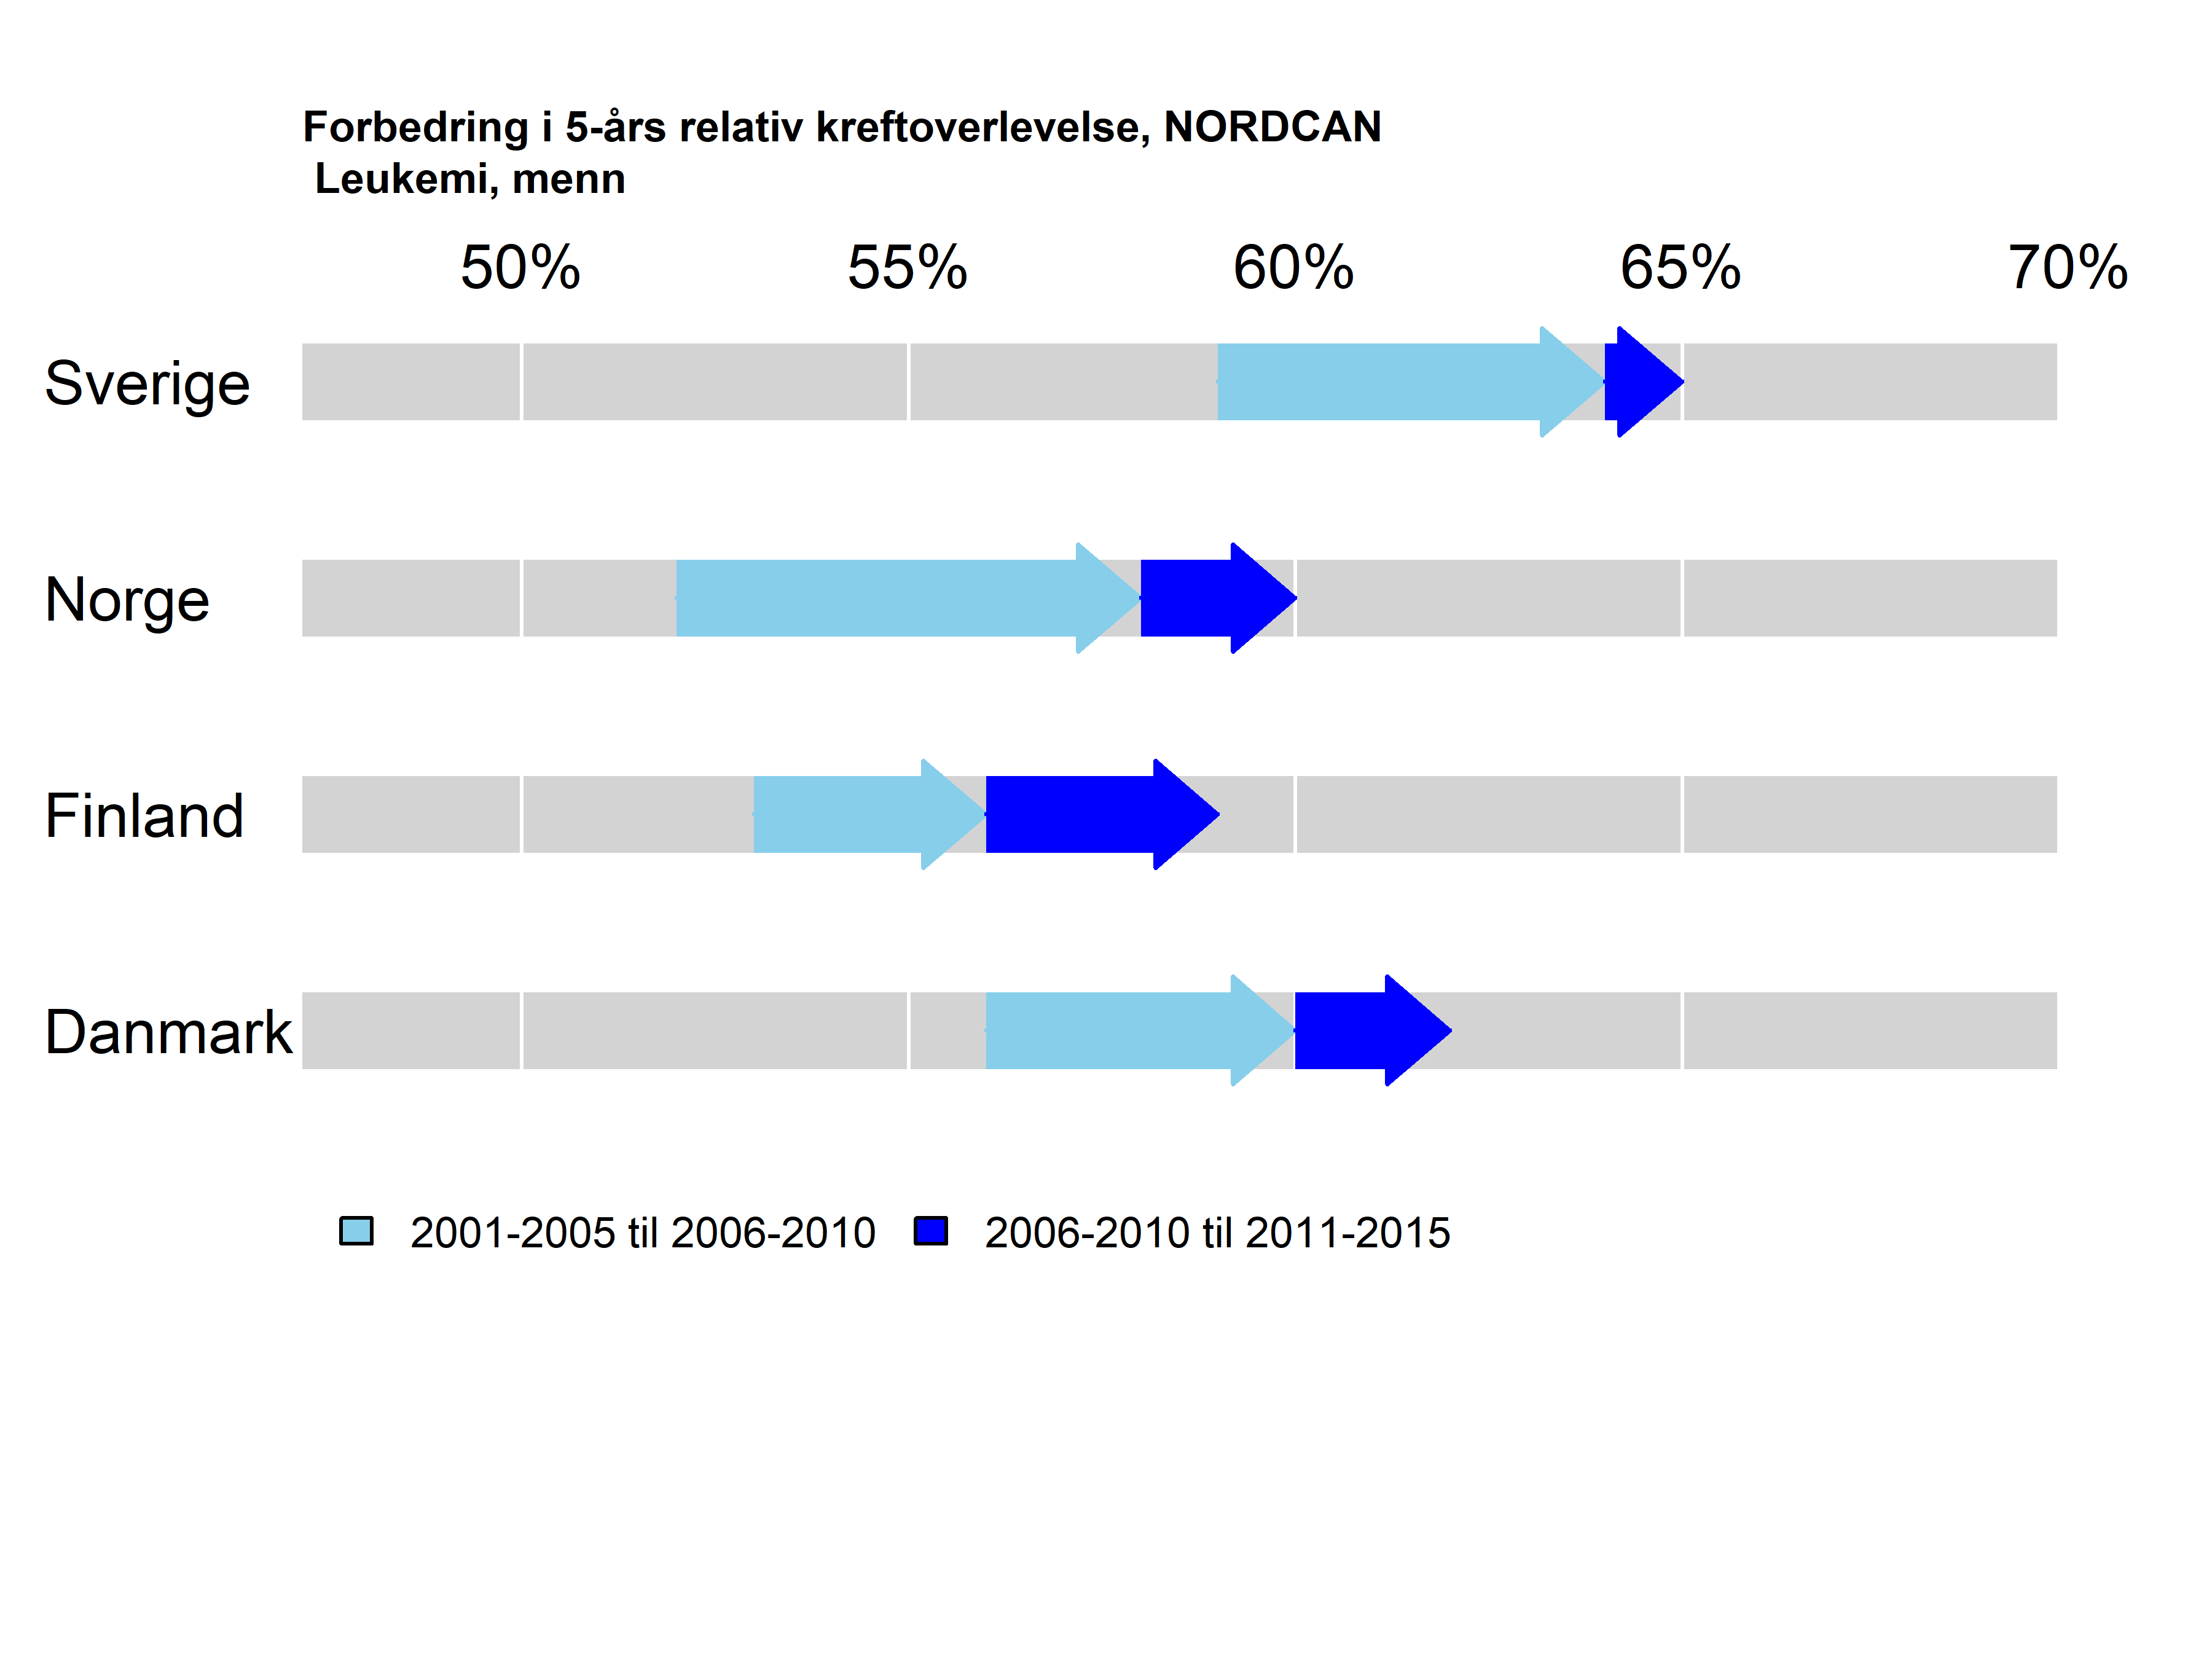 Forbedring i 5-års relativ kreftoverlevelse, NORDCAN
Leukemi, menn
50% 55% 60% 65% 70%
Sverige
Norge
Finland
Danmark
2001-2005 til 2006-2010 2006-2010 til 2011-2015